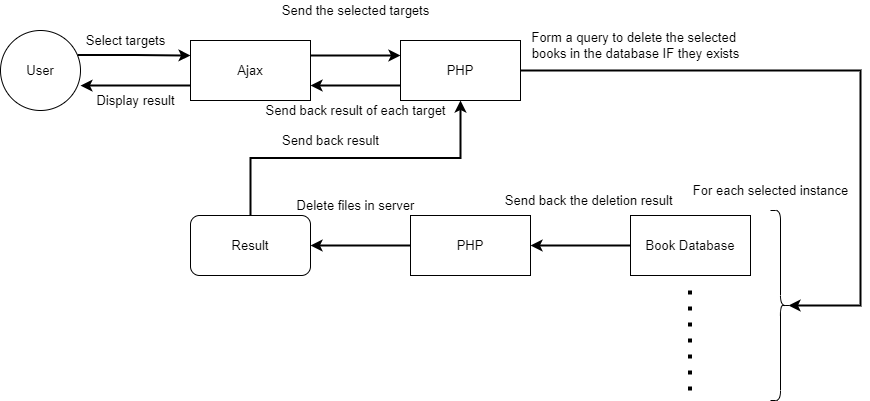 Send the selected targets
Select targets
Form a query to delete the selected
books in the database IF they exists
User
Ajax
PHP
Display result
Send back result of each target
Send back result
For each selected instance
Delete files in server
Send back the deletion result
Result
PHP
Book Database